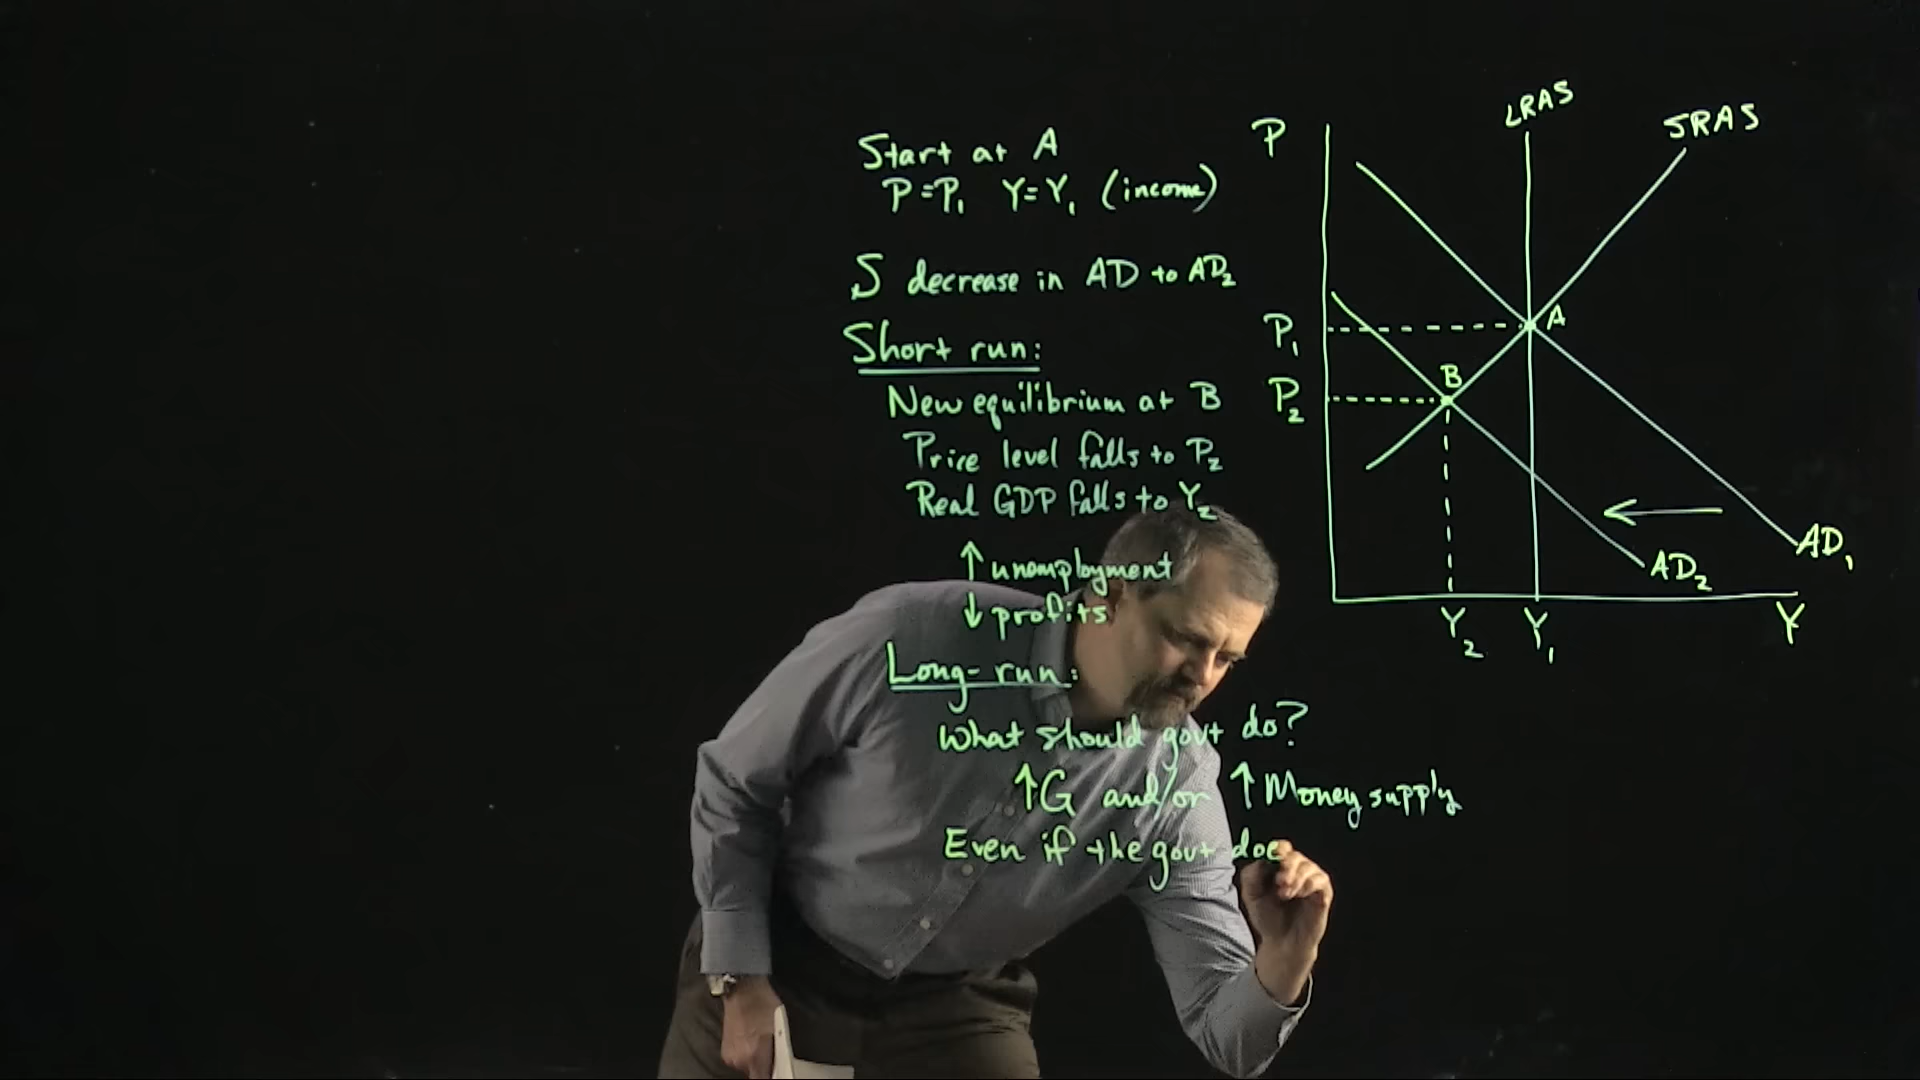 Start at A
P=P₁ Y=Y₁ (income)
S decrease in AD to AD₂
Short run:
New equilibrium at B
Price level falls to P₂
Real GDP falls to Y₂
↑ unemployment
↓ profits
Long-run:
What should govt do?
↑G and/or ↑ Money supply
Even if the govt doe
P
LRAS
SRAS
P₁
A
P₂
B
AD₁
AD₂
Y₂
Y₁
Y